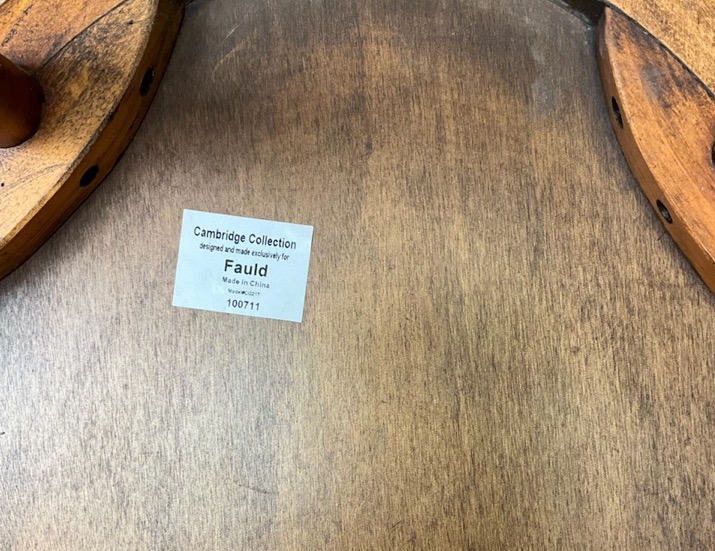 Cambridge Collection
designed and made exclusively for
Fauld
Made in China
100711